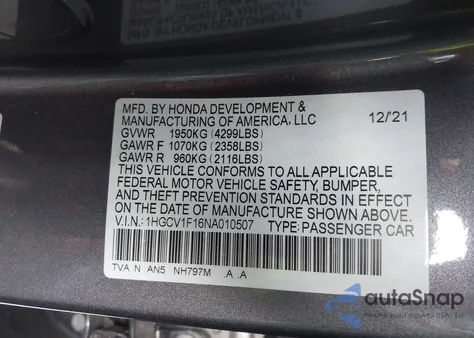 MFD. BY HONDA DEVELOPMENT &
MANUFACTURING OF AMERICA, LLC 12/21
GVWR 1950KG(4299LBS)
GAWR F 1070KG(2358LBS)
GAWR R 960KG(2116LBS)
THIS VEHICLE CONFORMS TO ALL APPLICABLE
FEDERAL MOTOR VEHICLE SAFETY, BUMPER,
AND THEFT PREVENTION STANDARDS IN EFFECT
ON THE DATE OF MANUFACTURE SHOWN ABOVE.
V.I.N.: 1HGCV1F16NA010507 TYPE: PASSENGER CAR
TVA N AN5 NH797M .A .A
autoSnap